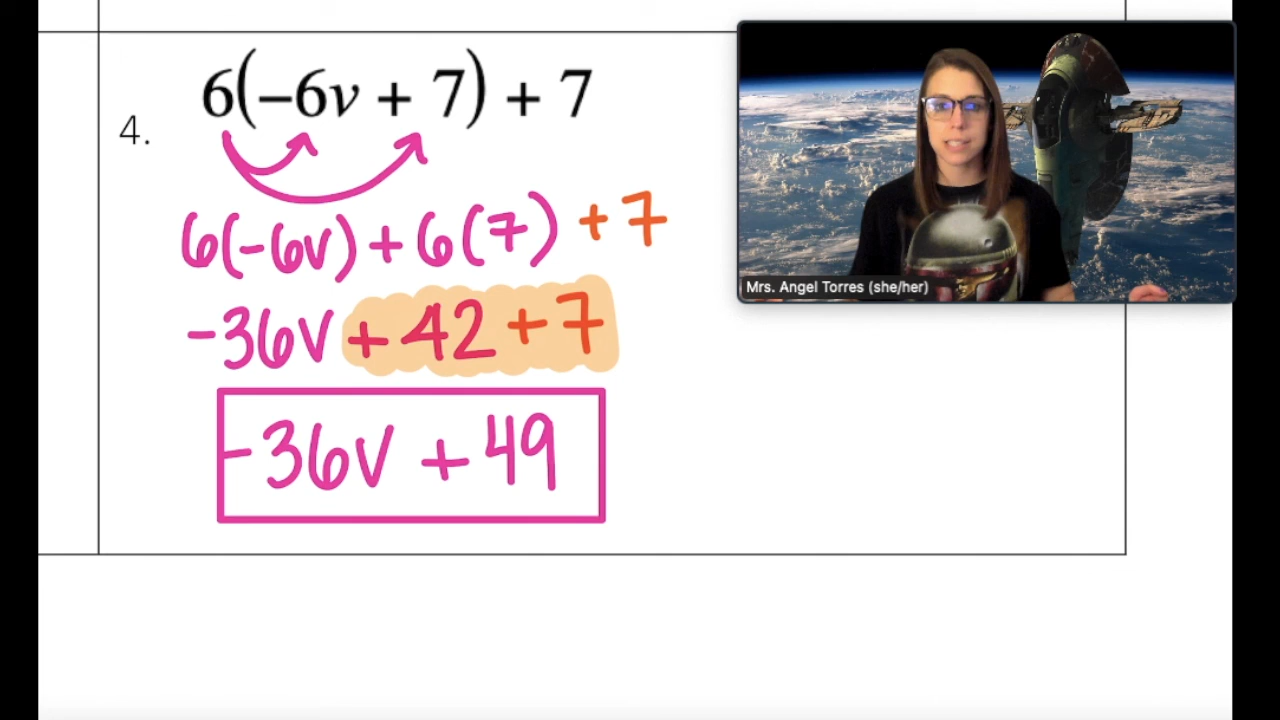 6(−6v + 7) + 7
4.
6(-6v) + 6(7) + 7
-36v + 42 + 7
-36v + 49
Mrs. Angel Torres (she/her)